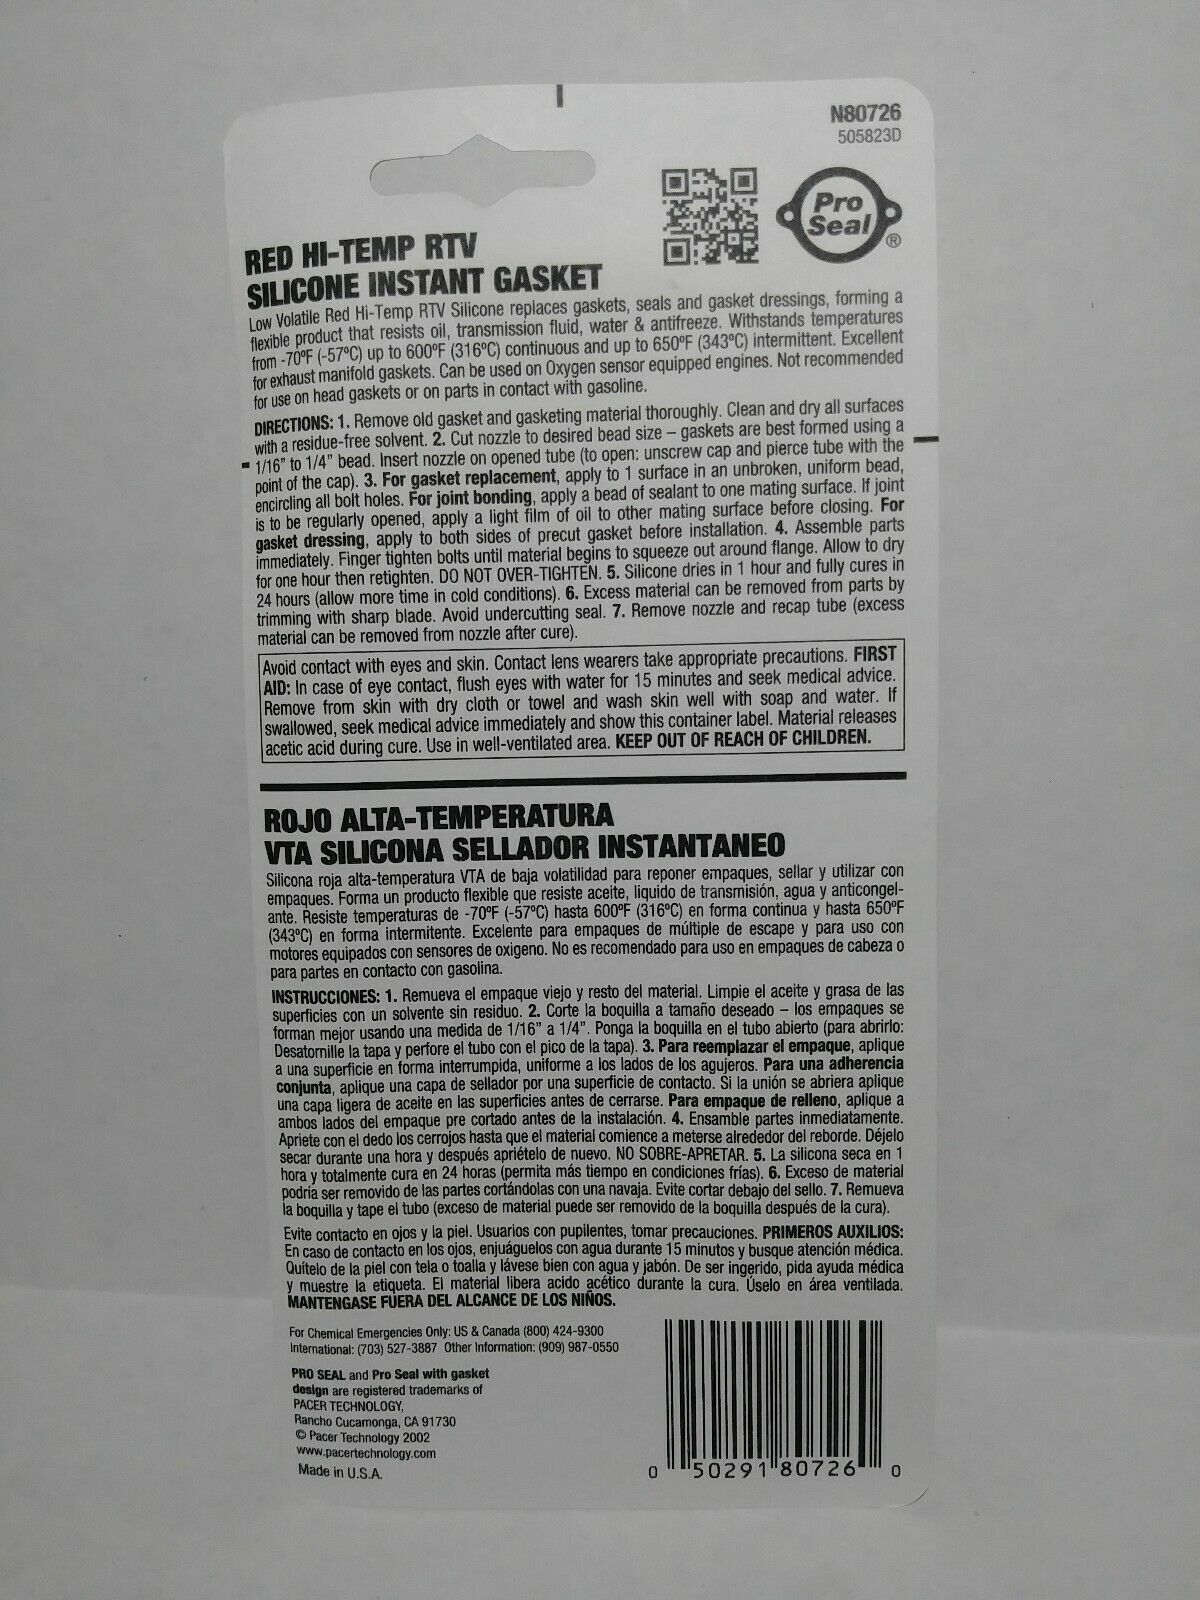 N80726
505823D
Pro
Seal
®
RED HI-TEMP RTV
SILICONE INSTANT GASKET
Low Volatile Red Hi-Temp RTV Silicone replaces gaskets, seals and gasket dressings, forming a
flexible product that resists oil, transmission fluid, water & antifreeze. Withstands temperatures
from -70ºF (-57ºC) up to 600ºF (316ºC) continuous and up to 650ºF (343ºC) intermittent. Excellent
for exhaust manifold gaskets. Can be used on Oxygen sensor equipped engines. Not recommended
for use on head gaskets or on parts in contact with gasoline.
DIRECTIONS: 1. Remove old gasket and gasketing material thoroughly. Clean and dry all surfaces
with a residue-free solvent. 2. Cut nozzle to desired bead size – gaskets are best formed using a
1/16” to 1/4” bead. Insert nozzle on opened tube (to open: unscrew cap and pierce tube with the
point of the cap). 3. For gasket replacement, apply to 1 surface in an unbroken, uniform bead,
encircling all bolt holes. For joint bonding, apply a bead of sealant to one mating surface. If joint
is to be regularly opened, apply a light film of oil to other mating surface before closing. For
gasket dressing, apply to both sides of precut gasket before installation. 4. Assemble parts
immediately. Finger tighten bolts until material begins to squeeze out around flange. Allow to dry
for one hour then retighten. DO NOT OVER-TIGHTEN. 5. Silicone dries in 1 hour and fully cures in
24 hours (allow more time in cold conditions). 6. Excess material can be removed from parts by
trimming with sharp blade. Avoid undercutting seal. 7. Remove nozzle and recap tube (excess
material can be removed from nozzle after cure).
Avoid contact with eyes and skin. Contact lens wearers take appropriate precautions. FIRST
AID: In case of eye contact, flush eyes with water for 15 minutes and seek medical advice.
Remove from skin with dry cloth or towel and wash skin well with soap and water. If
swallowed, seek medical advice immediately and show this container label. Material releases
acetic acid during cure. Use in well-ventilated area. KEEP OUT OF REACH OF CHILDREN.
ROJO ALTA-TEMPERATURA
VTA SILICONA SELLADOR INSTANTANEO
Silicona roja alta-temperatura VTA de baja volatilidad para reponer empaques, sellar y utilizar con
empaques. Forma un producto flexible que resiste aceite, liquido de transmisión, agua y anticongel-
ante. Resiste temperaturas de -70ºF (-57ºC) hasta 600ºF (316ºC) en forma continua y hasta 650ºF
(343ºC) en forma intermitente. Excelente para empaques de múltiple de escape y para uso con
motores equipados con sensores de oxigeno. No es recomendado para uso en empaques de cabeza o
para partes en contacto con gasolina.
INSTRUCCIONES: 1. Remueva el empaque viejo y resto del material. Limpie el aceite y grasa de las
superficies con un solvente sin residuo. 2. Corte la boquilla a tamaño deseado – los empaques se
forman mejor usando una medida de 1/16” a 1/4”. Ponga la boquilla en el tubo abierto (para abrirlo:
Desatornille la tapa y perfore el tubo con el pico de la tapa). 3. Para reemplazar el empaque, aplique
a una superficie en forma interrumpida, uniforme a los lados de los agujeros. Para una adherencia
conjunta, aplique una capa de sellador por una superficie de contacto. Si la unión se abriera aplique
una capa ligera de aceite en las superficies antes de cerrarse. Para empaque de relleno, aplique a
ambos lados del empaque pre cortado antes de la instalación. 4. Ensamble partes inmediatamente.
Apriete con el dedo los cerrojos hasta que el material comience a meterse alrededor del reborde. Déjelo
secar durante una hora y después apriételo de nuevo. NO SOBRE-APRETAR. 5. La silicona seca en 1
hora y totalmente cura en 24 horas (permita más tiempo en condiciones frías). 6. Exceso de material
podría ser removido de las partes cortándolas con una navaja. Evite cortar debajo del sello. 7. Remueva
la boquilla y tape el tubo (exceso de material puede ser removido de la boquilla después de la cura).
Evite contacto en ojos y la piel. Usuarios con pupilentes, tomar precauciones. PRIMEROS AUXILIOS:
En caso de contacto en los ojos, enjuáguelos con agua durante 15 minutos y busque atención médica.
Quítelo de la piel con tela o toalla y lávese bien con agua y jabón. De ser ingerido, pida ayuda médica
y muestre la etiqueta. El material libera acido acético durante la cura. Úselo en área ventilada.
MANTENGASE FUERA DEL ALCANCE DE LOS NIÑOS.
For Chemical Emergencies Only: US & Canada (800) 424-9300
International: (703) 527-3887 Other Information: (909) 987-0550
PRO SEAL and Pro Seal with gasket
design are registered trademarks of
PACER TECHNOLOGY,
Rancho Cucamonga, CA 91730
© Pacer Technology 2002
www.pacertechnology.com
Made in U.S.A.
0 50291 80726 0